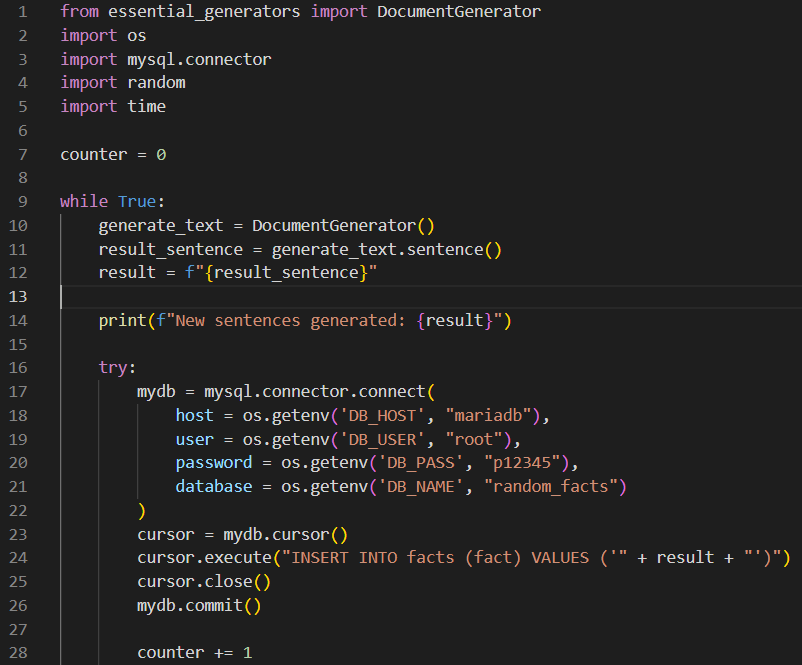 1 from essential_generators import DocumentGenerator
2 import os
3 import mysql.connector
4 import random
5 import time
6
7 counter = 0
8
9 while True:
10 generate_text = DocumentGenerator()
11 result_sentence = generate_text.sentence()
12 result = f"{result_sentence}"
13
14 print(f"New sentences generated: {result}")
15
16 try:
17 mydb = mysql.connector.connect(
18 host = os.getenv('DB_HOST', "mariadb"),
19 user = os.getenv('DB_USER', "root"),
20 password = os.getenv('DB_PASS', "p12345"),
21 database = os.getenv('DB_NAME', "random_facts")
22 )
23 cursor = mydb.cursor()
24 cursor.execute("INSERT INTO facts (fact) VALUES ('" + result + "')")
25 cursor.close()
26 mydb.commit()
27
28 counter += 1